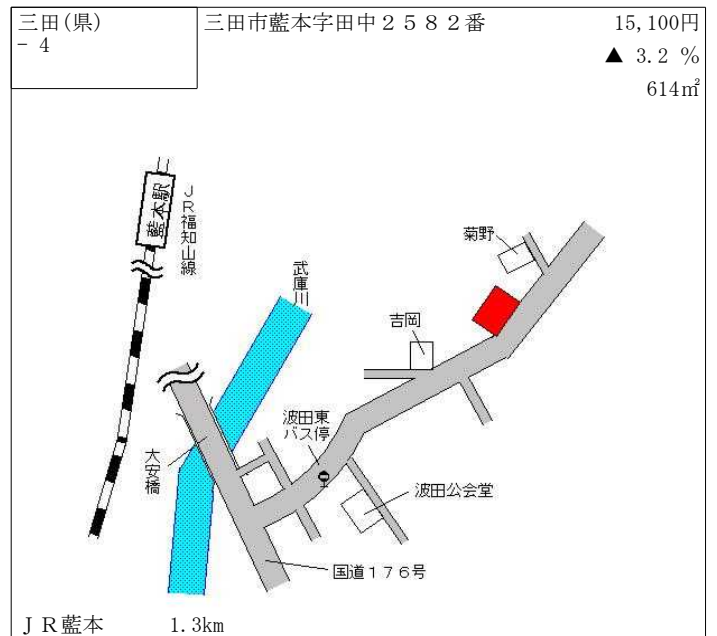 三田(県)
- 4
三田市藍本字田中２５８２番
15,100円
▲ 3.2 %
614㎡
藍本駅
ＪＲ福知山線
武庫川
菊野
吉岡
波田東
バス停
大安橋
波田公会堂
国道１７６号
ＪＲ藍本 1.3km